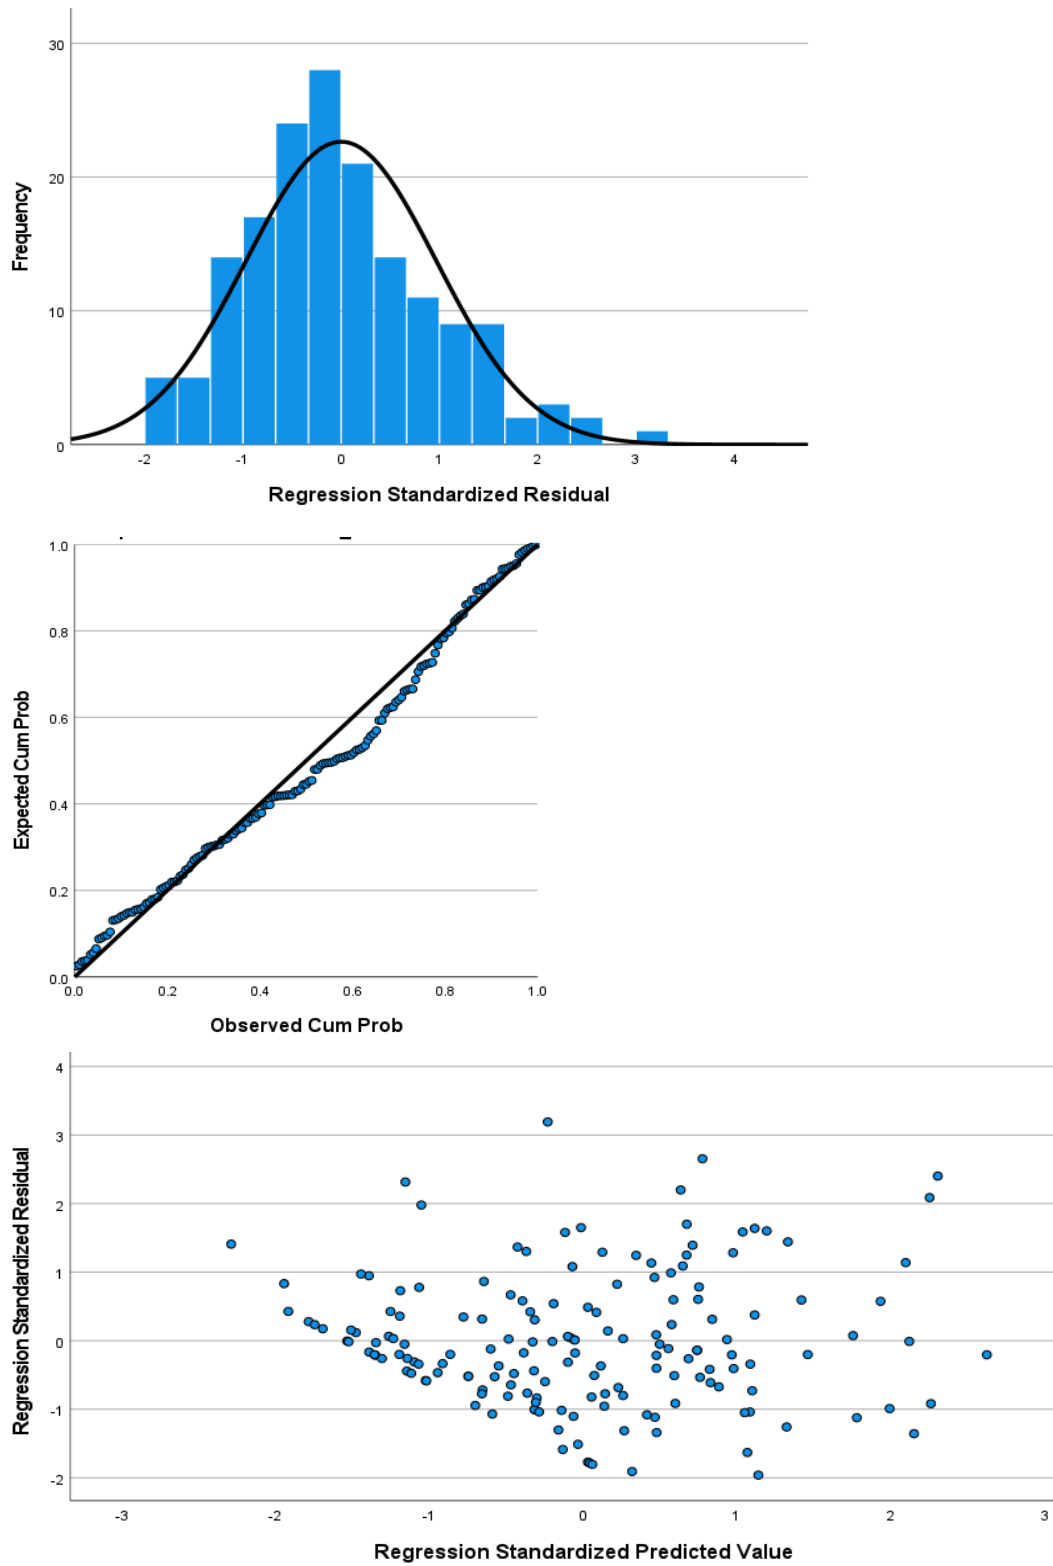 30
20
10
0
Frequency
-2 -1 0 1 2 3 4
Regression Standardized Residual
1.0
0.8
0.6
0.4
0.2
0.0
Expected Cum Prob
0.0 0.2 0.4 0.6 0.8 1.0
Observed Cum Prob
4
3
2
1
0
-1
-2
Regression Standardized Residual
-3 -2 -1 0 1 2 3
Regression Standardized Predicted Value